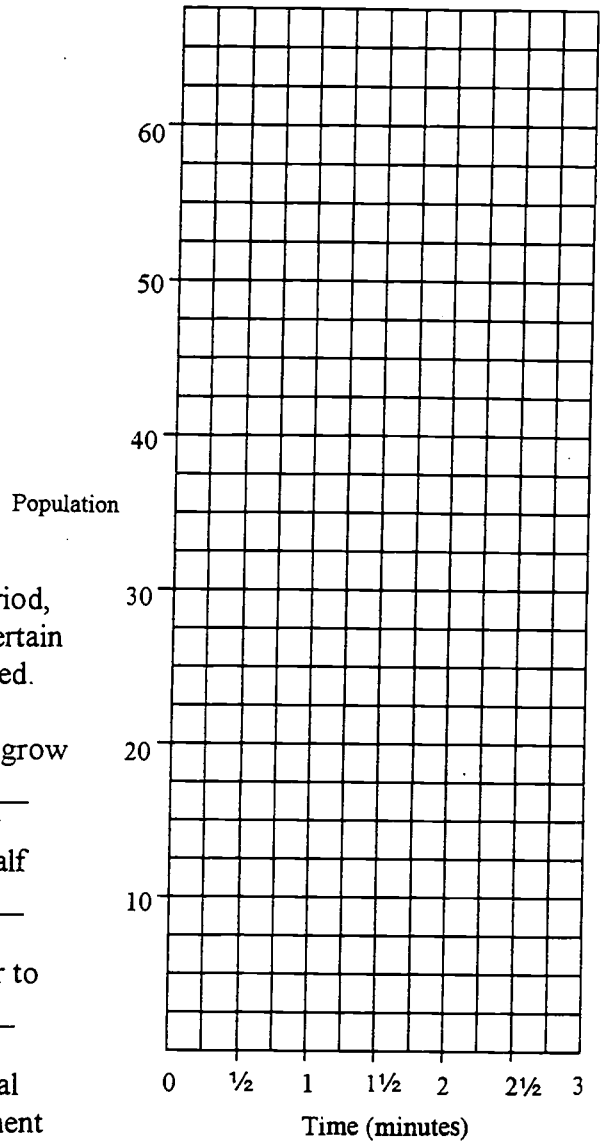 60
50
40
Population
riod,
30
ertain
ed.
grow
20
alf
10
r to
al
0 ½ 1 1½ 2 2½ 3
nent
Time (minutes)